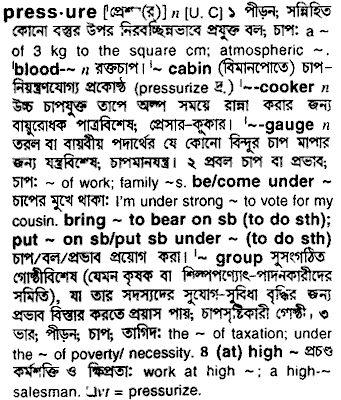 pres·sure [প্রেশ্যা(র্)] n [U, C] ১ পীড়ন; সন্নিহিত
কোনো বস্তুর উপর নিরবচ্ছিন্নভাবে প্রযুক্ত বল; চাপ: a ~
of 3 kg to the square cm; atmospheric ~.
'blood-~ n রক্তচাপ। '~ cabin (বিমানপোতে) চাপ-
নিয়ন্ত্রণযোগ্য প্রকোষ্ঠ (pressurize দ্র.) '~-cooker n
উচ্চ চাপযুক্ত তাপে অল্প সময়ে রান্না করার জন্য
বায়ুরোধক পাত্রবিশেষ; প্রেসার-কুকার। '~-gauge n
তরল বা বায়বীয় পদার্থের যে কোনো বিন্দুর চাপ মাপার
জন্য যন্ত্রবিশেষ; চাপমানযন্ত্র। ২ প্রবল চাপ বা প্রভাব;
চাপ: ~ of work; family ~s. be/come under ~
চাপের মুখে থাকা: I'm under strong ~ to vote for my
cousin. bring ~ to bear on sb (to do sth);
put ~ on sb/put sb under ~ (to do sth)
চাপ/বল/প্রভাব প্রয়োগ করা। '~ group সুসংগঠিত
গোষ্ঠীবিশেষ (যেমন কৃষক বা শিল্পপণ্যোৎ-পাদনকারীদের
সমিতি), যা তার সদস্যদের সুযোগ-সুবিধা বৃদ্ধির জন্য
প্রভাব বিস্তার করতে প্রয়াস পায়; চাপসৃষ্টিকারী গোষ্ঠী। ৩
ভার; পীড়ন; চাপ; তাগিদ: the ~ of taxation; under
the ~ of poverty/ necessity. 8 (at) high ~ প্রচণ্ড
কর্মশক্তি ও ক্ষিপ্রতা: work at high ~; a high-~
salesman. = pressurize.